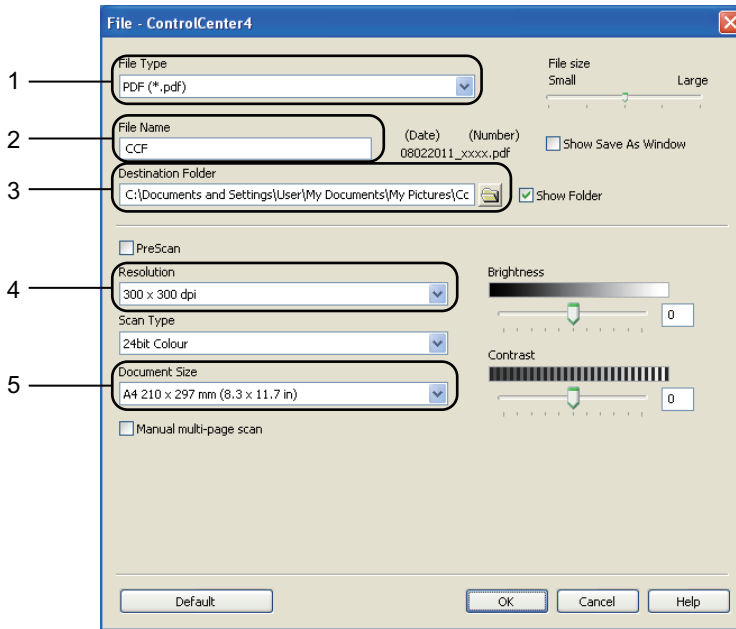 File - ControlCenter4
1
File Type
PDF (*.pdf)
File size
Small Large
2
File Name
CCF
(Date) (Number)
08022011_xxxx.pdf
Show Save As Window
3
Destination Folder
C:\Documents and Settings\User\My Documents\My Pictures\Cc
Show Folder
PreScan
4
Resolution
300 x 300 dpi
Brightness
0
Scan Type
24bit Colour
Contrast
0
5
Document Size
A4 210 x 297 mm (8.3 x 11.7 in)
Manual multi-page scan
Default
OK
Cancel
Help